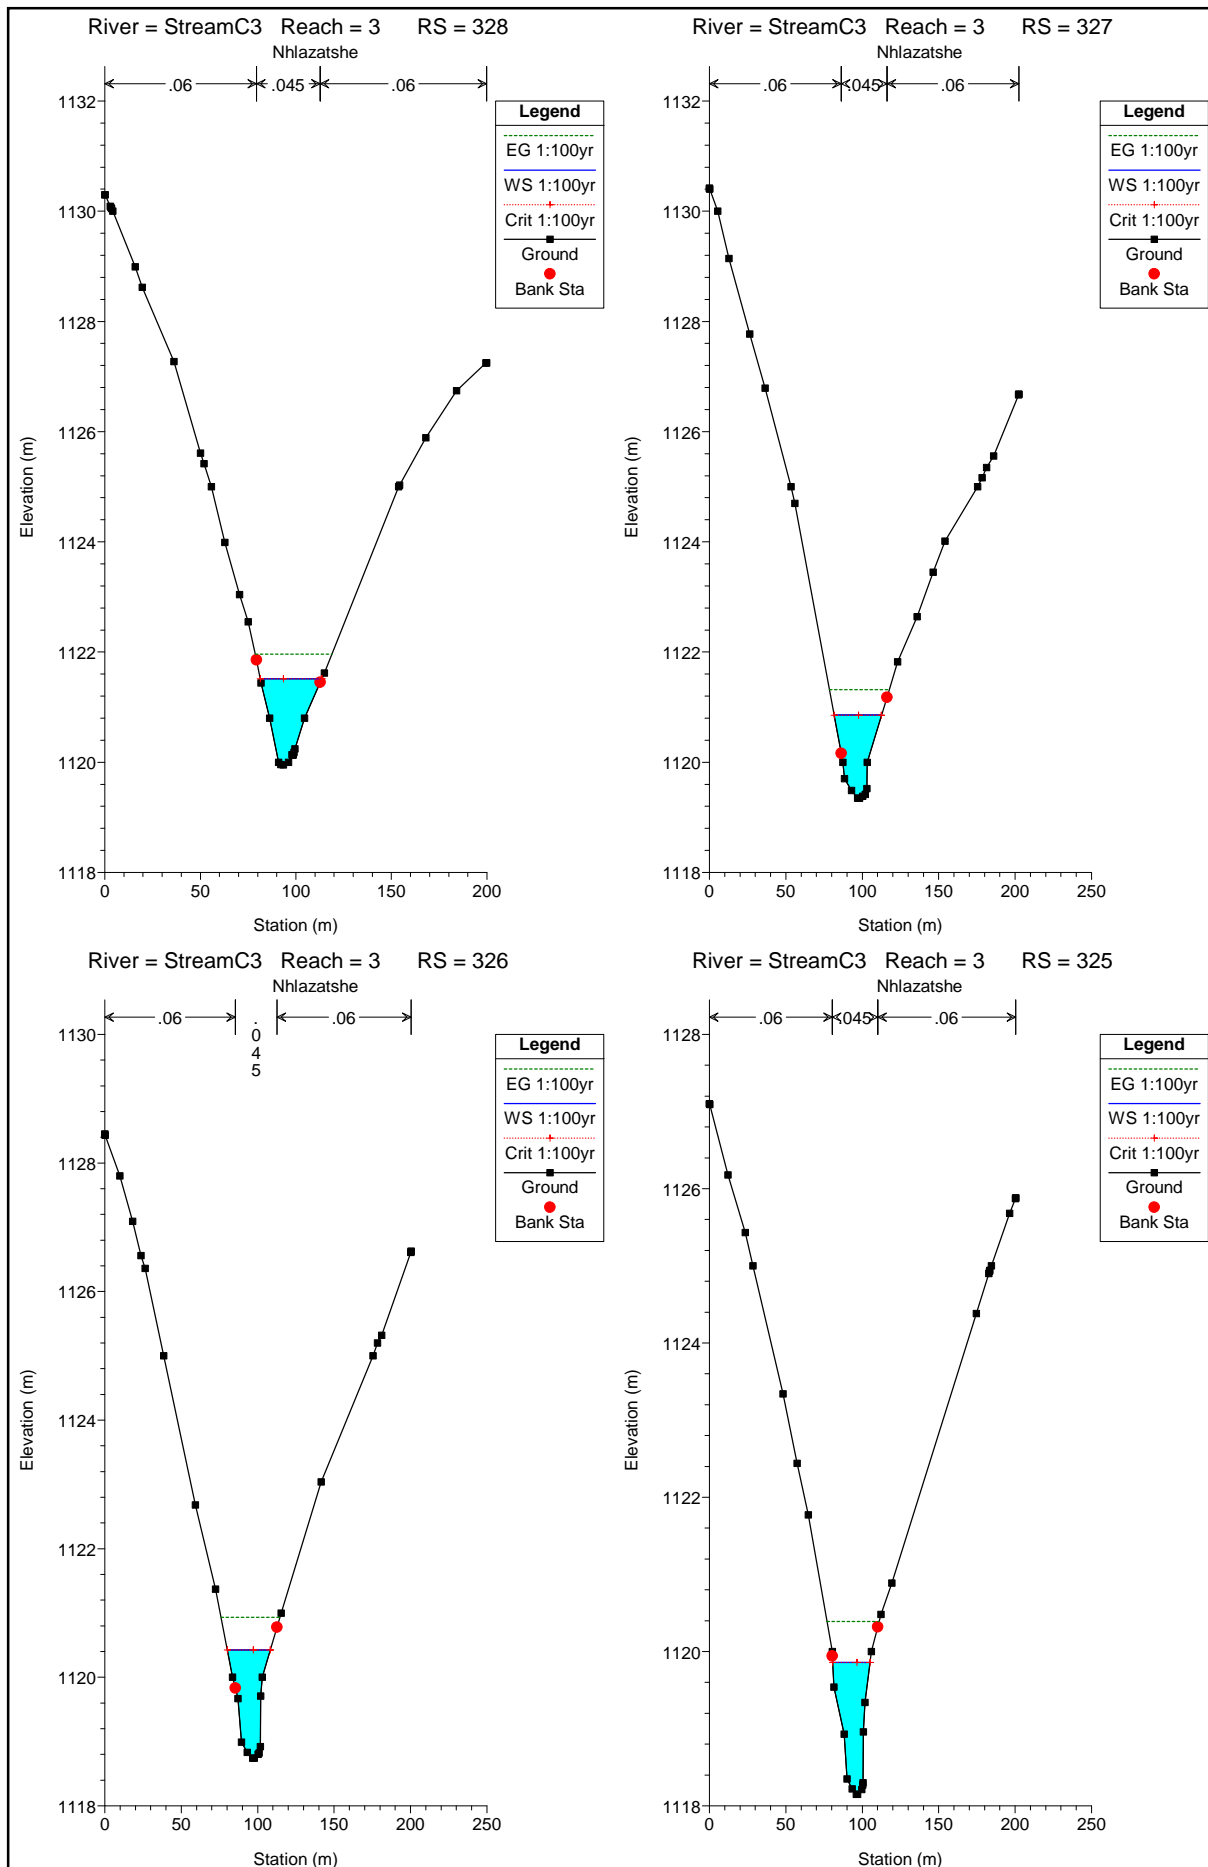 River = StreamC3 Reach = 3 RS = 328
Nhlazatshe
.06 .045 .06
1132
1130
1128
1126
1124
1122
1120
1118
Elevation (m)
0 50 100 150 200
Station (m)
Legend
EG 1:100yr
WS 1:100yr
Crit 1:100yr
Ground
Bank Sta
River = StreamC3 Reach = 3 RS = 327
Nhlazatshe
.06 .045 .06
1132
1130
1128
1126
1124
1122
1120
1118
Elevation (m)
0 50 100 150 200 250
Station (m)
Legend
EG 1:100yr
WS 1:100yr
Crit 1:100yr
Ground
Bank Sta
River = StreamC3 Reach = 3 RS = 326
Nhlazatshe
.06 .045 .06
1130
1128
1126
1124
1122
1120
1118
Elevation (m)
0 50 100 150 200 250
Station (m)
Legend
EG 1:100yr
WS 1:100yr
Crit 1:100yr
Ground
Bank Sta
River = StreamC3 Reach = 3 RS = 325
Nhlazatshe
.06 .045 .06
1128
1126
1124
1122
1120
1118
Elevation (m)
0 50 100 150 200 250
Station (m)
Legend
EG 1:100yr
WS 1:100yr
Crit 1:100yr
Ground
Bank Sta